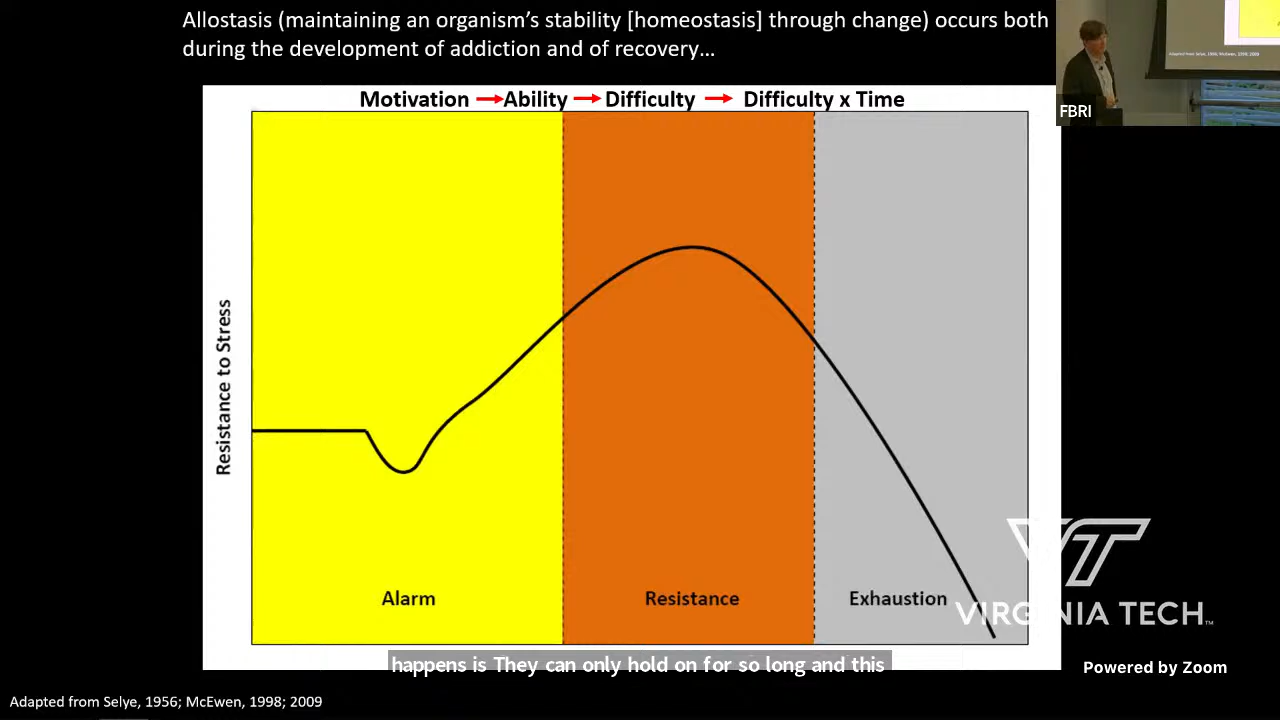 Allostasis (maintaining an organism's stability [homeostasis] through change) occurs both
during the development of addiction and of recovery...
FBRI
Motivation → Ability → Difficulty → Difficulty x Time
Resistance to Stress
Alarm
Resistance
Exhaustion
VT
VIRGINIA TECH™
happens is They can only hold on for so long and this
Powered by Zoom
Adapted from Selye, 1956; McEwen, 1998; 2009